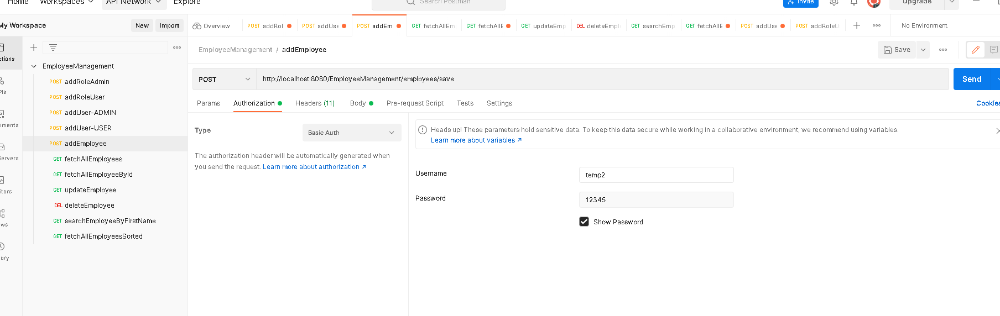 Home Workspaces API Network Explore Search Postman Invite Upgrade
My Workspace New Import Overview POST addRol POST addUse POST addEm GET fetchAllEm GET fetchAllE GET updateEmp DEL deleteEmpl GET searchEmp GET fetchAllE POST addUse POST addRoleU No Environment
EmployeeManagement / addEmployee Save
EmployeeManagement
POST addRoleAdmin
POST addRoleUser
POST addUser-ADMIN
POST addUser-USER
POST addEmployee
GET fetchAllEmployees
GET fetchAllEmployeeById
GET updateEmployee
DEL deleteEmployee
GET searchEmployeeByFirstName
GET fetchAllEmployeesSorted
POST http://localhost:8080/EmployeeManagement/employees/save Send
Params Authorization Headers (11) Body Pre-request Script Tests Settings Cookies
Type Basic Auth
The authorization header will be automatically generated when
you send the request. Learn more about authorization ↗
Heads up! These parameters hold sensitive data. To keep this data secure while working in a collaborative environment, we recommend using variables.
Learn more about variables ↗
Username temp2
Password 12345
Show Password